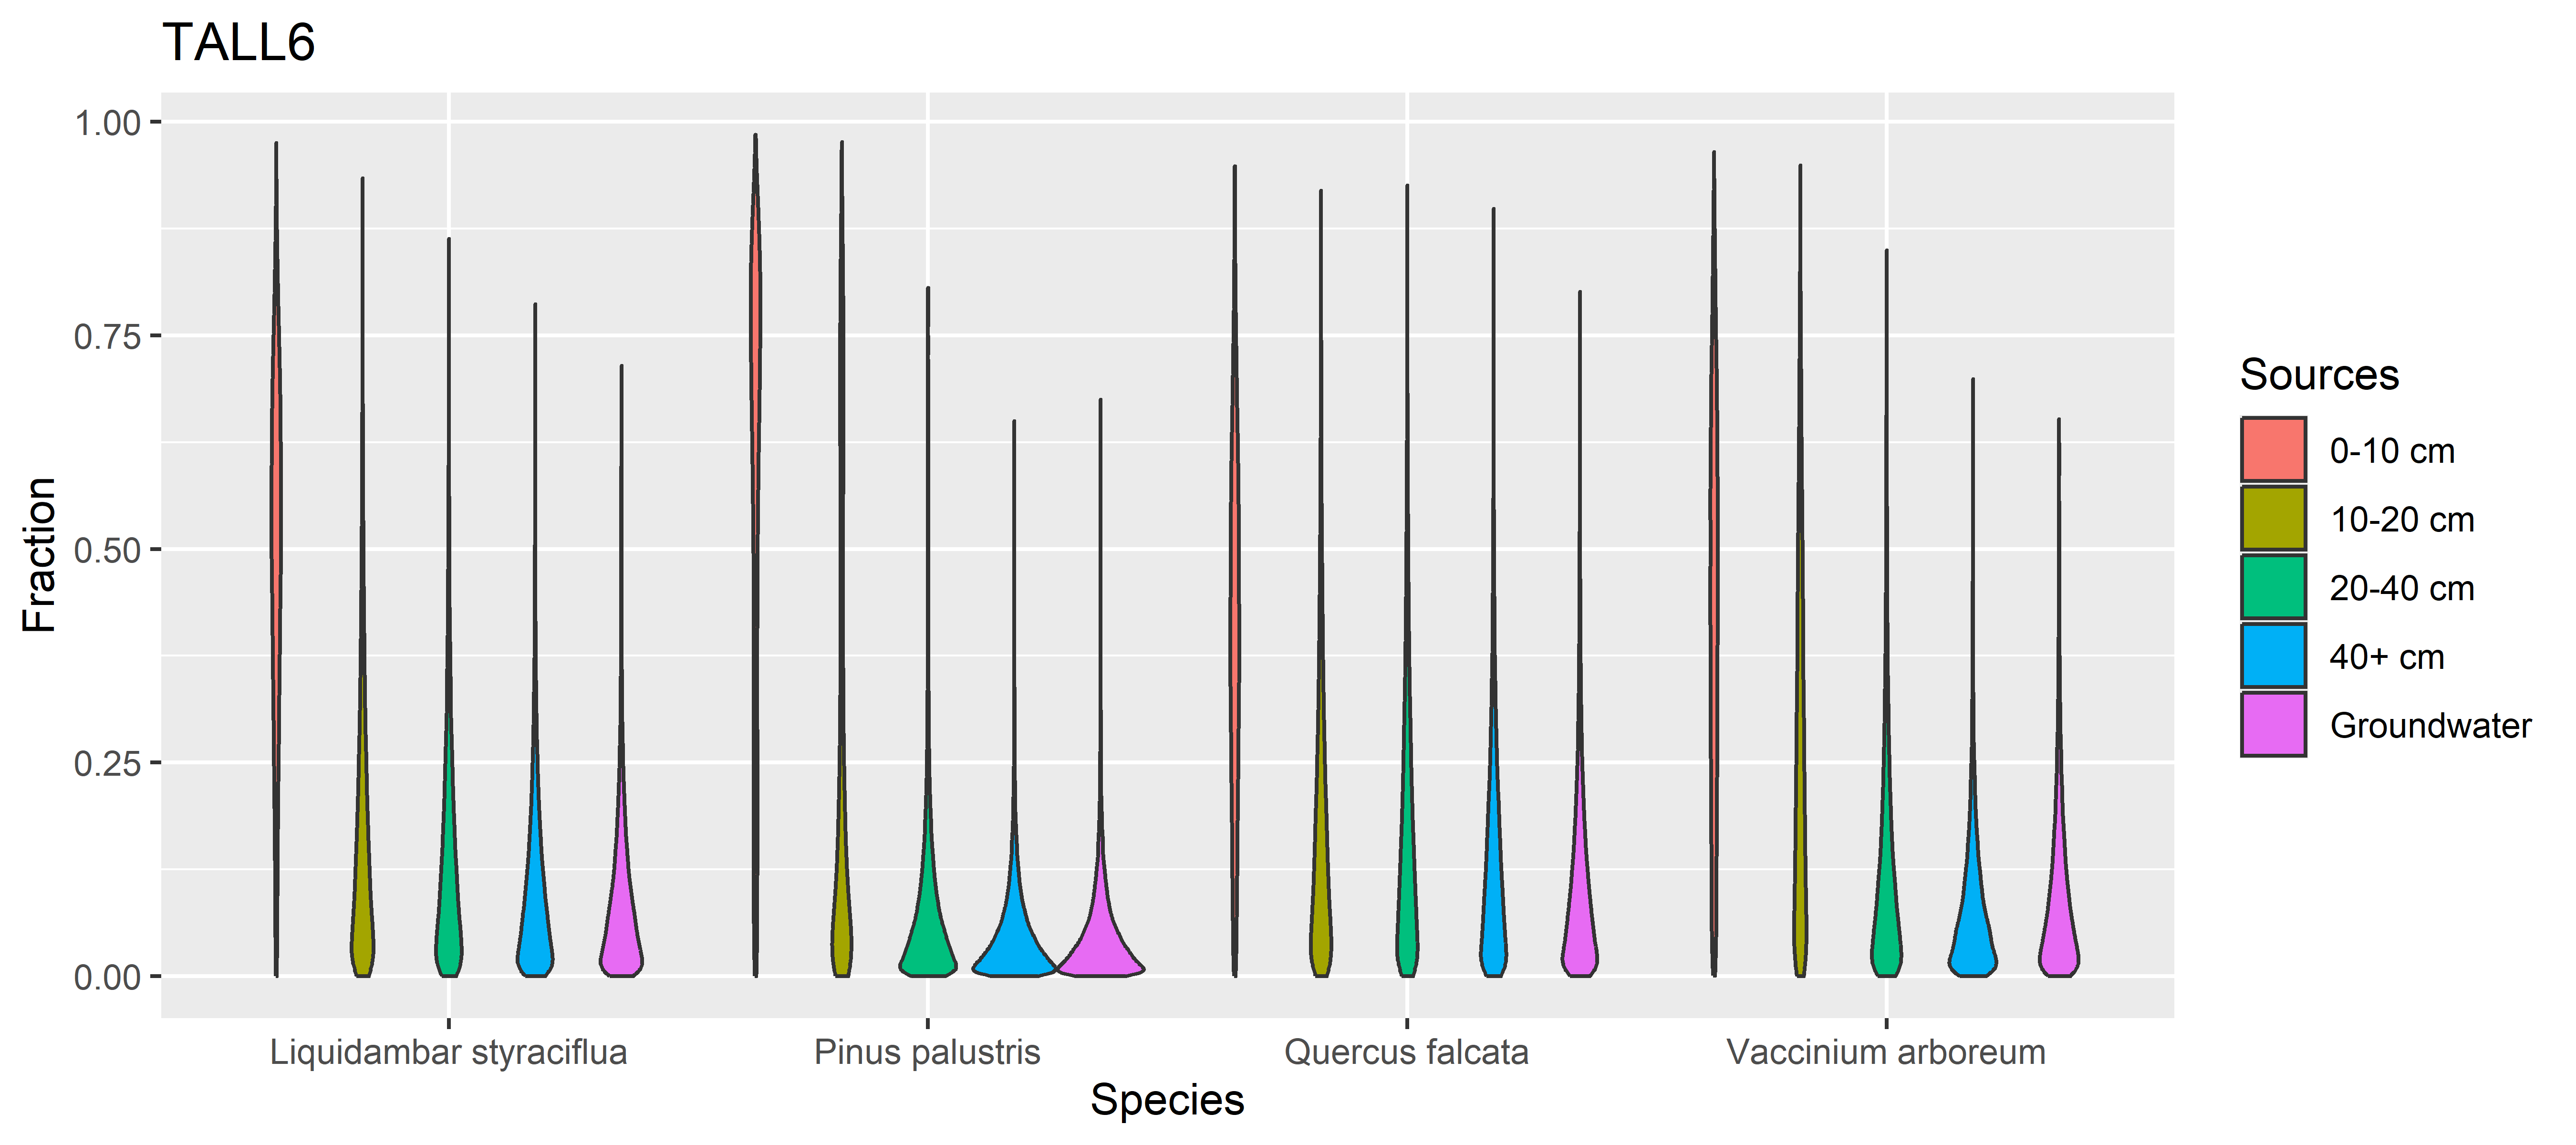 TALL6
1.00
0.75
0.50
0.25
0.00
Fraction
Liquidambar styraciflua
Pinus palustris
Quercus falcata
Vaccinium arboreum
Species
Sources
0-10 cm
10-20 cm
20-40 cm
40+ cm
Groundwater